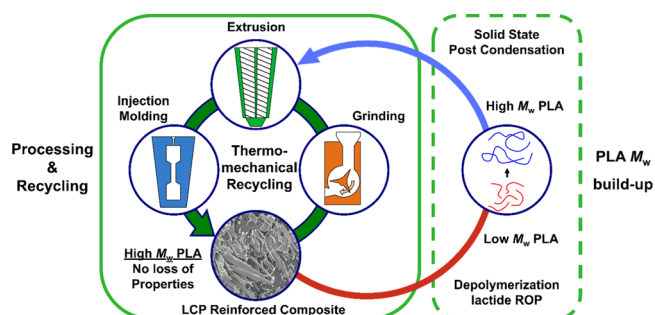 Extrusion
Solid State
Post Condensation
Injection
Molding
Grinding
High Mw PLA
Processing
&
Recycling
Thermo-
mechanical
Recycling
PLA Mw
build-up
High Mw PLA
No loss of
Properties
Low Mw PLA
LCP Reinforced Composite
Depolymerization
lactide ROP